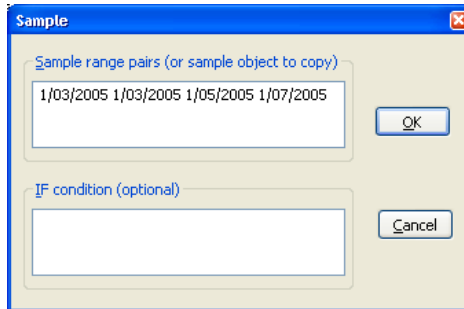 Sample
Sample range pairs (or sample object to copy)
1/03/2005 1/03/2005 1/05/2005 1/07/2005
OK
IF condition (optional)
Cancel